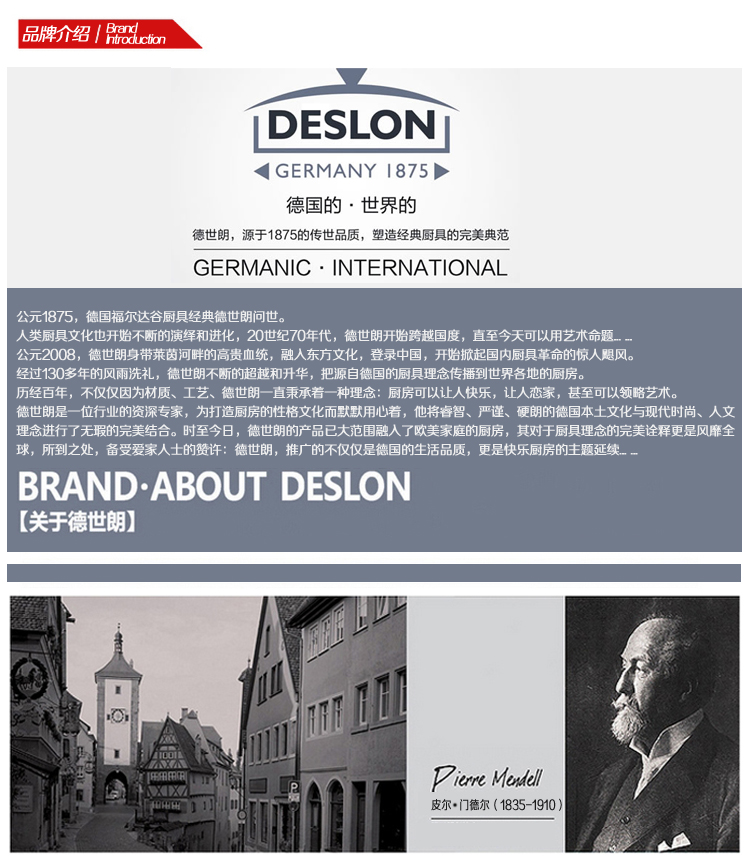 品牌介绍 | Brand Introduction
DESLON
GERMANY 1875
德国的 · 世界的
德世朗，源于1875的传世品质，塑造经典厨具的完美典范
GERMANIC · INTERNATIONAL
公元1875，德国福尔达谷厨具经典德世朗问世。
人类厨具文化也开始不断的演绎和进化，20世纪70年代，德世朗开始跨越国度，直至今天可以用艺术命题... ...
公元2008，德世朗身带莱茵河畔的高贵血统，融入东方文化，登录中国，开始掀起国内厨具革命的惊人飓风。
经过130多年的风雨洗礼，德世朗不断的超越和升华，把源自德国的厨具理念传播到世界各地的厨房。
历经百年，不仅仅因为材质、工艺、德世朗一直秉承着一种理念：厨房可以让人快乐，让人恋家，甚至可以领略艺术。
德世朗是一位行业的资深专家，为打造厨房的性格文化而默默用心着，他将睿智、严谨、硬朗的德国本土文化与现代时尚、人文
理念进行了无瑕的完美结合。时至今日，德世朗的产品已大范围融入了欧美家庭的厨房，其对于厨具理念的完美诠释更是风靡全
球，所到之处，备受爱家人士的赞许：德世朗，推广的不仅仅是德国的生活品质，更是快乐厨房的主题延续... ...
BRAND·ABOUT DESLON
【关于德世朗】
Pierre Mendell
皮尔·门德尔（1835-1910）
P